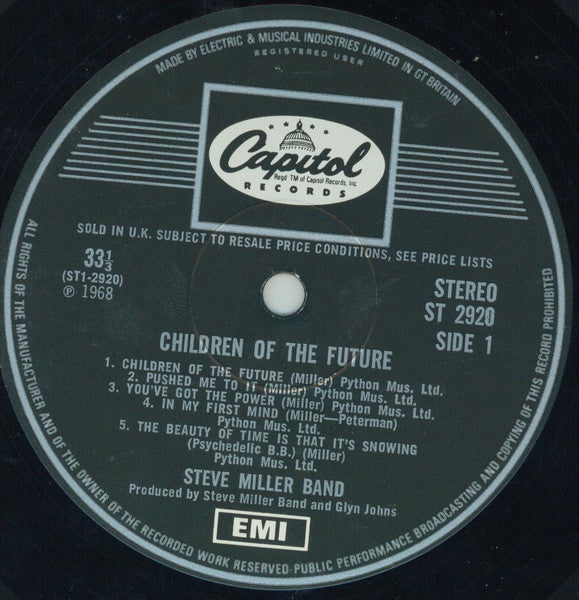 MADE BY ELECTRIC & MUSICAL INDUSTRIES LIMITED IN GT BRITAIN
REGISTERED USER
Capitol
Regd TM of Capitol Records, Inc
RECORDS
SOLD IN U.K. SUBJECT TO RESALE PRICE CONDITIONS, SEE PRICE LISTS
33⅓
(ST1-2920)
℗ 1968
STEREO
ST 2920
SIDE 1
CHILDREN OF THE FUTURE
1. CHILDREN OF THE FUTURE (Miller) Python Mus. Ltd.
2. PUSHED ME TO IT (Miller) Python Mus. Ltd.
3. YOU'VE GOT THE POWER (Miller) Python Mus. Ltd.
4. IN MY FIRST MIND (Miller—Peterman)
Python Mus. Ltd.
5. THE BEAUTY OF TIME IS THAT IT'S SNOWING
(Psychedelic B.B.) (Miller)
Python Mus. Ltd.
STEVE MILLER BAND
Produced by Steve Miller Band and Glyn Johns
EMI
ALL RIGHTS OF THE MANUFACTURER AND OF THE OWNER OF THE RECORDED WORK RESERVED·PUBLIC PERFORMANCE BROADCASTING AND COPYING OF THIS RECORD PROHIBITED